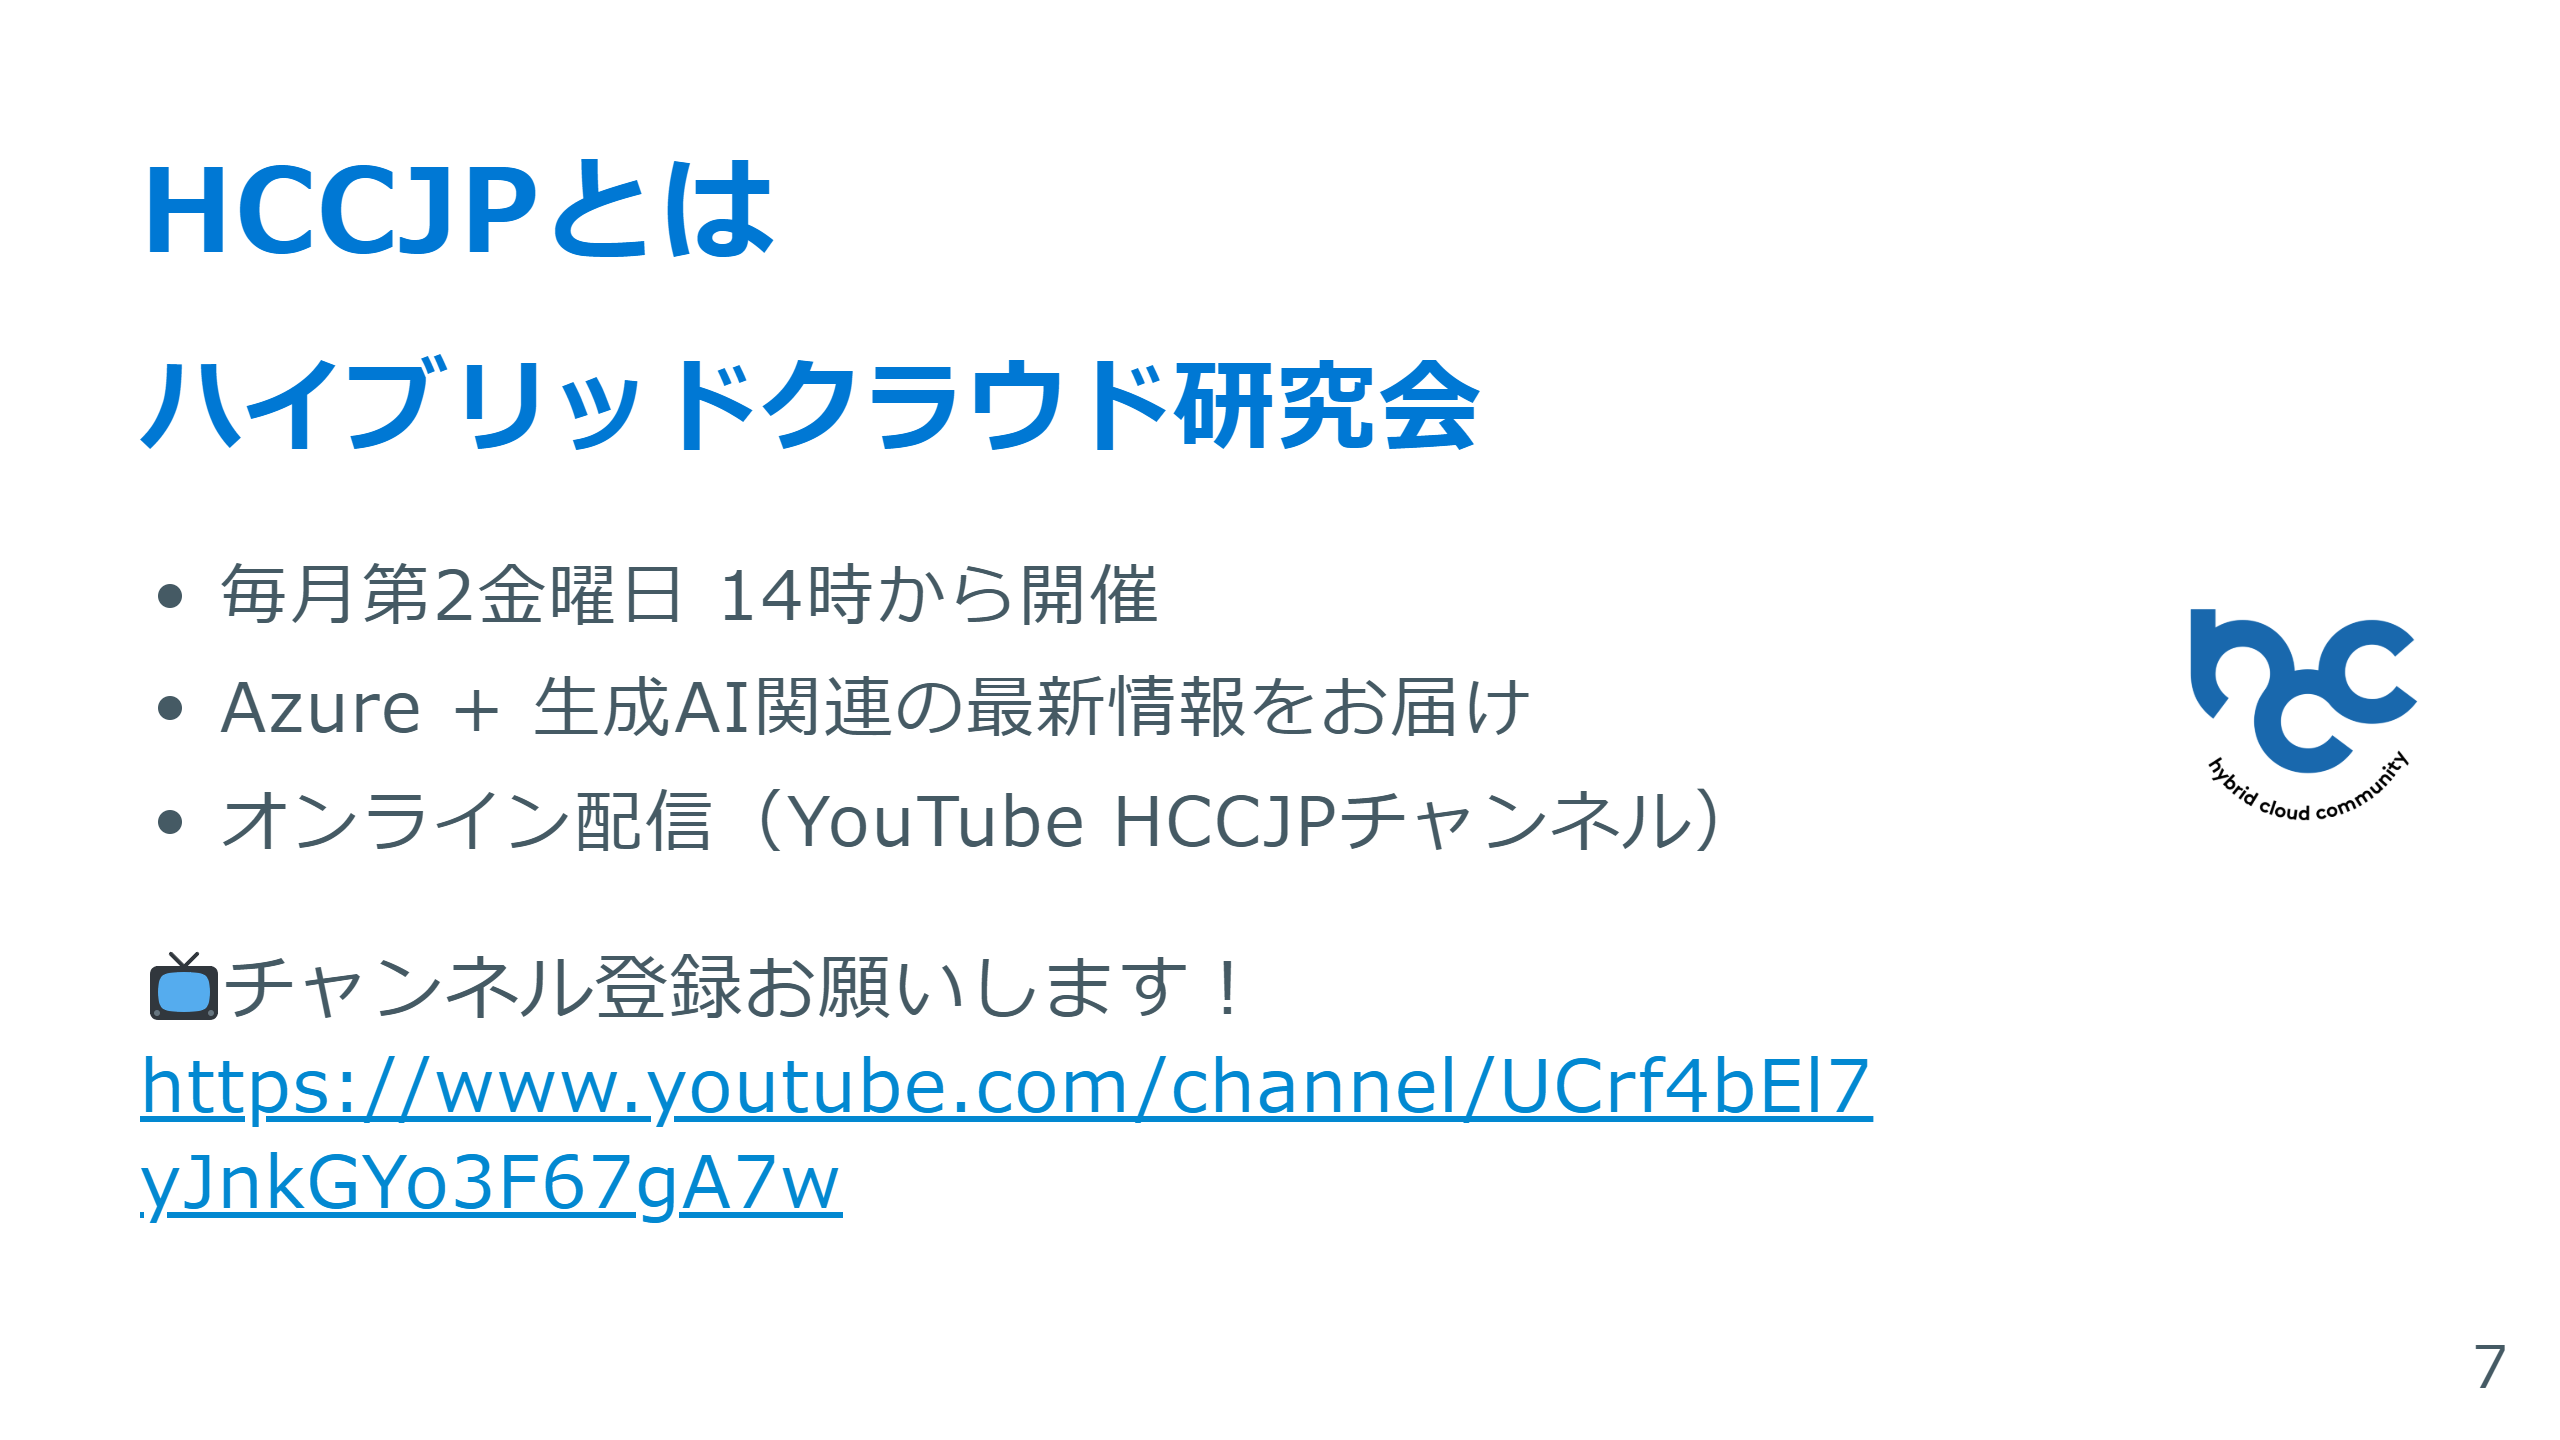 HCCJPとは
ハイブリッドクラウド研究会
• 毎月第2金曜日 14時から開催
• Azure + 生成AI関連の最新情報をお届け
• オンライン配信（YouTube HCCJPチャンネル）
hcc
hybrid cloud community
📺チャンネル登録お願いします！
https://www.youtube.com/channel/UCrf4bEl7
yJnkGYo3F67gA7w
7